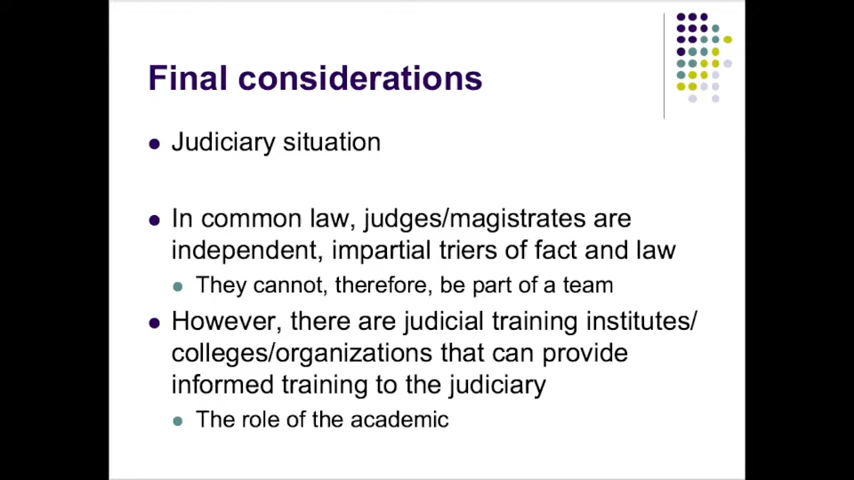 Final considerations
Judiciary situation
In common law, judges/magistrates are
independent, impartial triers of fact and law
They cannot, therefore, be part of a team
However, there are judicial training institutes/
colleges/organizations that can provide
informed training to the judiciary
The role of the academic